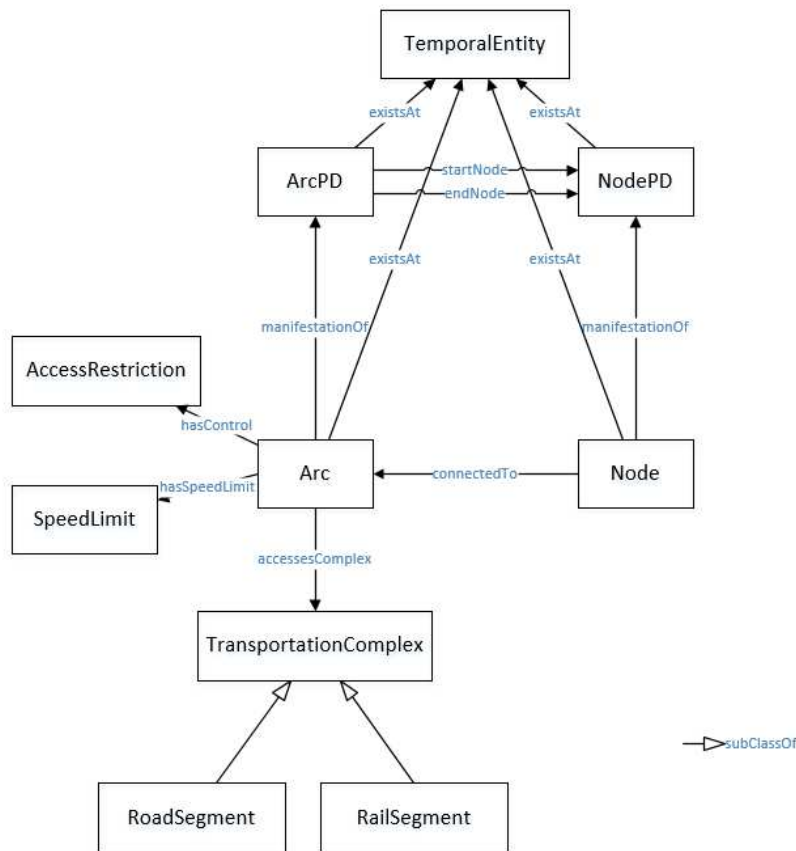 TemporalEntity
existsAt
existsAt
ArcPD
startNode
NodePD
endNode
existsAt
existsAt
manifestationOf
manifestationOf
AccessRestriction
hasControl
Arc
connectedTo
Node
hasSpeedLimit
SpeedLimit
accessesComplex
TransportationComplex
subClassOf
RoadSegment
RailSegment